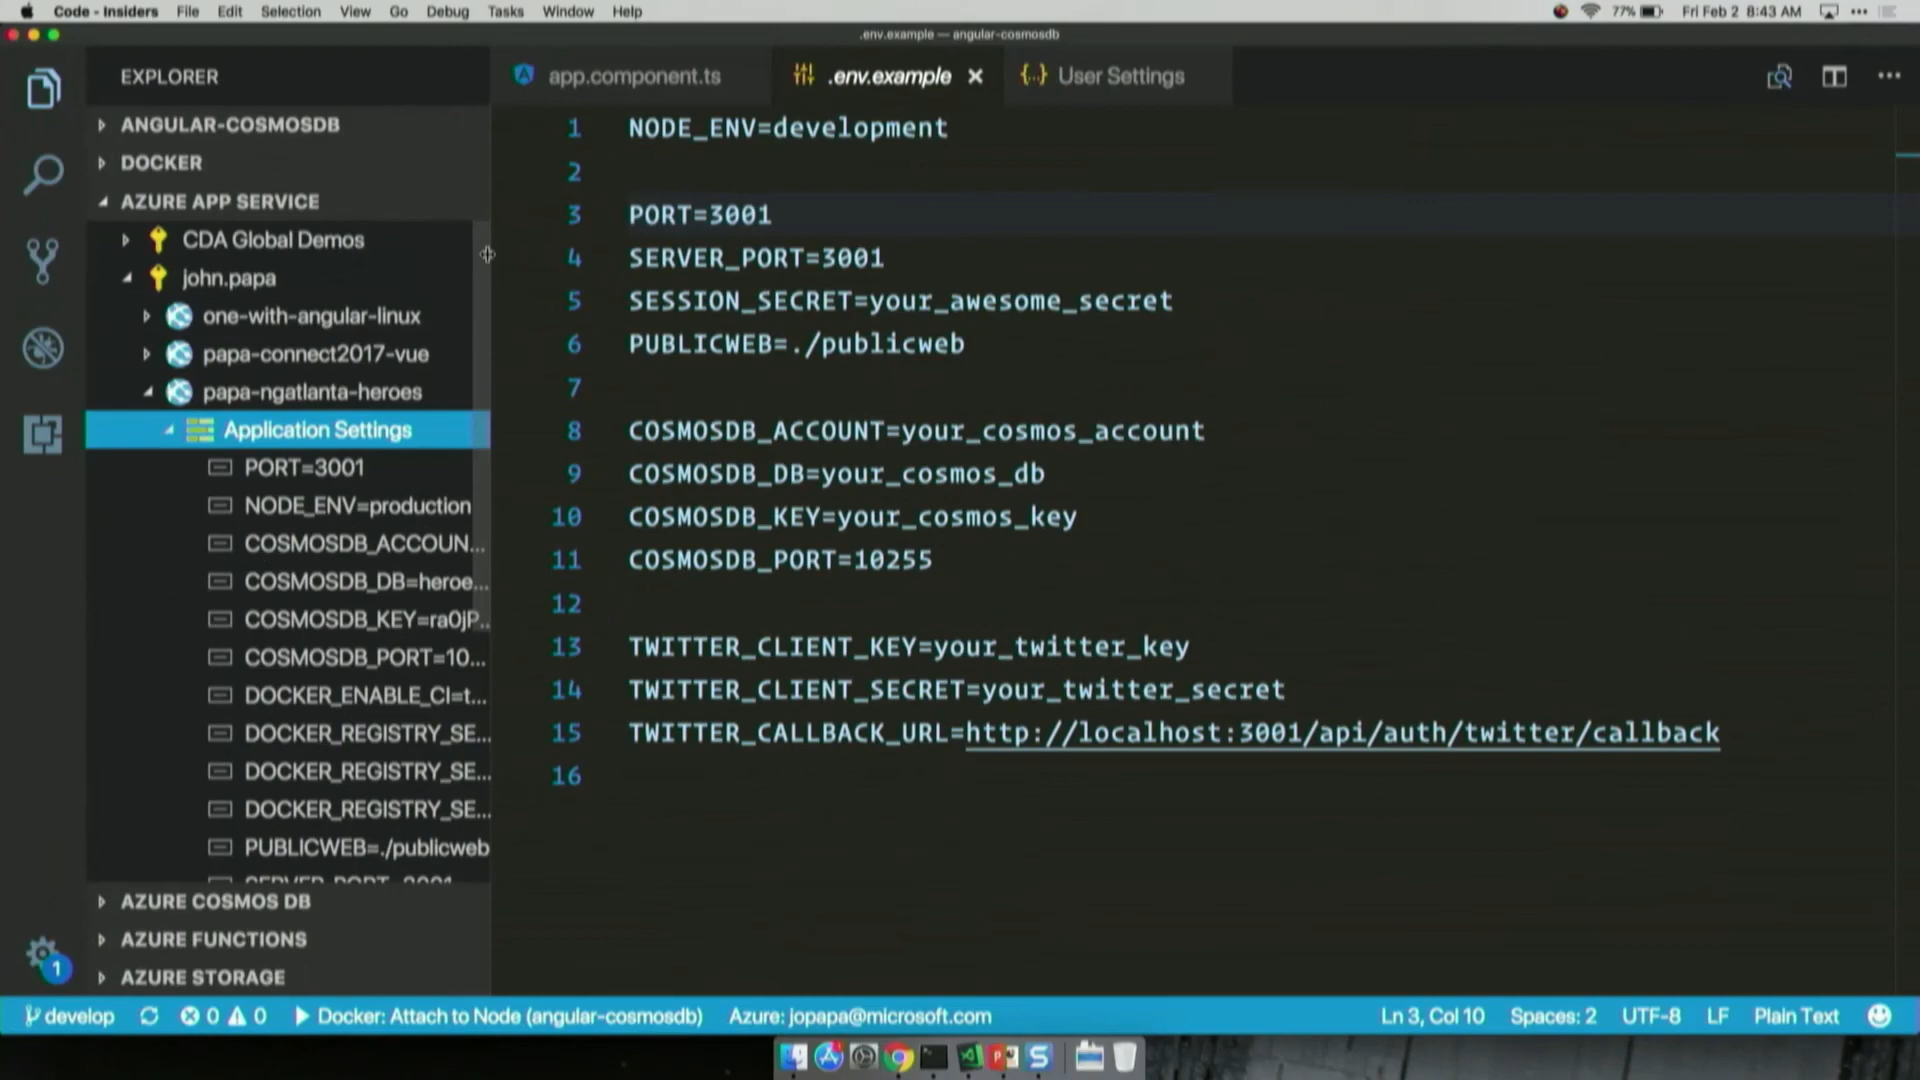 Code - Insiders File Edit Selection View Go Debug Tasks Window Help 77% Fri Feb 2 8:43 AM
.env.example — angular-cosmosdb
EXPLORER
app.component.ts .env.example User Settings
ANGULAR-COSMOSDB
DOCKER
AZURE APP SERVICE
CDA Global Demos
john.papa
one-with-angular-linux
papa-connect2017-vue
papa-ngatlanta-heroes
Application Settings
PORT=3001
NODE_ENV=production
COSMOSDB_ACCOUN...
COSMOSDB_DB=heroe...
COSMOSDB_KEY=ra0jP...
COSMOSDB_PORT=10...
DOCKER_ENABLE_CI=t...
DOCKER_REGISTRY_SE...
DOCKER_REGISTRY_SE...
DOCKER_REGISTRY_SE...
PUBLICWEB=./publicweb
SERVER_PORT=3001
AZURE COSMOS DB
AZURE FUNCTIONS
AZURE STORAGE
1
1 NODE_ENV=development
2
3 PORT=3001
4 SERVER_PORT=3001
5 SESSION_SECRET=your_awesome_secret
6 PUBLICWEB=./publicweb
7
8 COSMOSDB_ACCOUNT=your_cosmos_account
9 COSMOSDB_DB=your_cosmos_db
10 COSMOSDB_KEY=your_cosmos_key
11 COSMOSDB_PORT=10255
12
13 TWITTER_CLIENT_KEY=your_twitter_key
14 TWITTER_CLIENT_SECRET=your_twitter_secret
15 TWITTER_CALLBACK_URL=http://localhost:3001/api/auth/twitter/callback
16
develop 0 0 Docker: Attach to Node (angular-cosmosdb) Azure: jopapa@microsoft.com Ln 3, Col 10 Spaces: 2 UTF-8 LF Plain Text